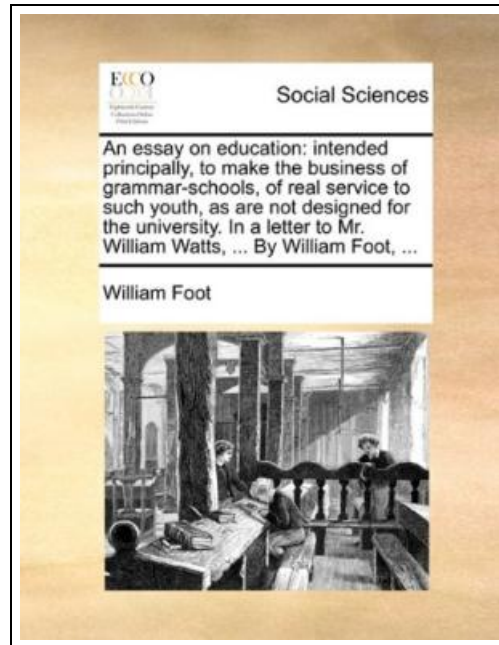 ECCO
Social Sciences
An essay on education: intended
principally, to make the business of
grammar-schools, of real service to
such youth, as are not designed for
the university. In a letter to Mr.
William Watts, ... By William Foot, ...
William Foot